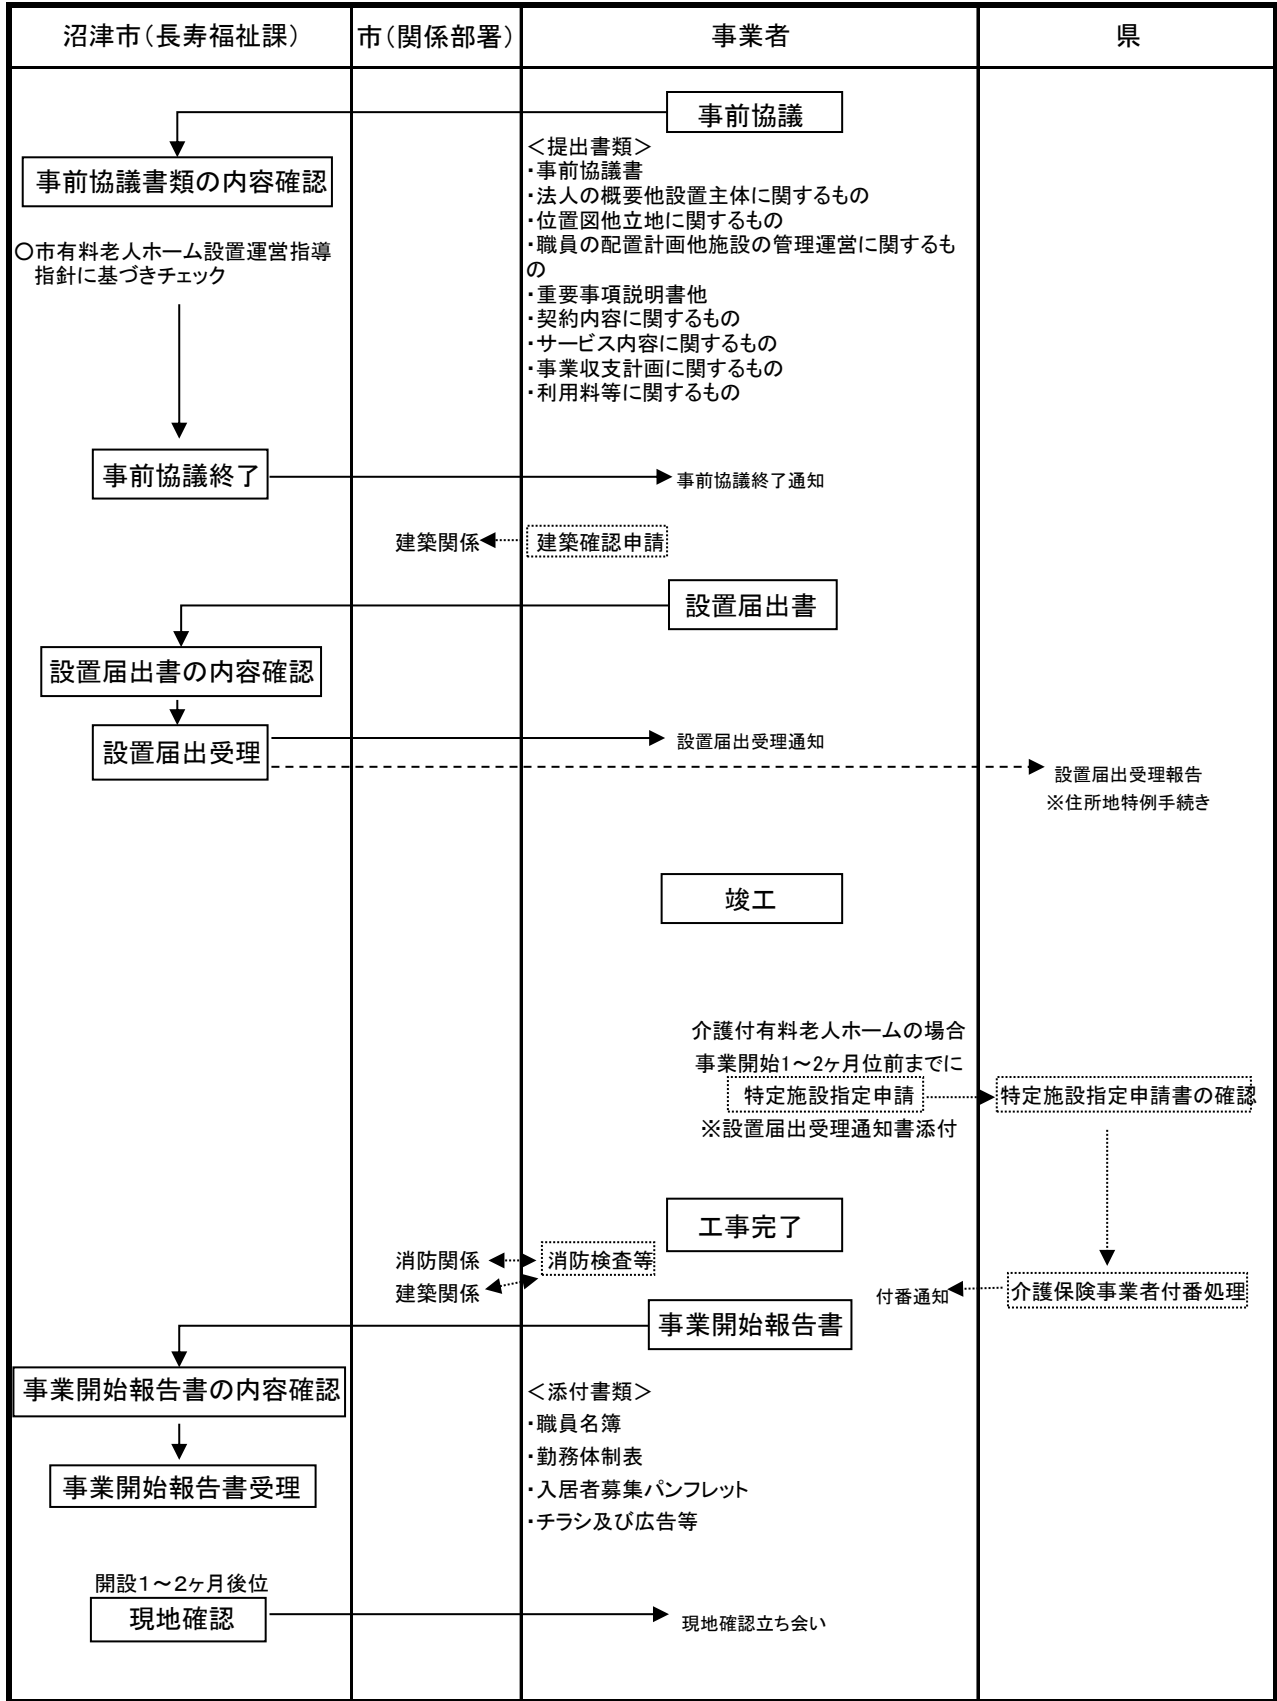 沼津市(長寿福祉課)
市(関係部署)
事業者
県
事前協議
事前協議書類の内容確認
○市有料老人ホーム設置運営指導
指針に基づきチェック
<提出書類>
・事前協議書
・法人の概要他設置主体に関するもの
・位置図他立地に関するもの
・職員の配置計画他施設の管理運営に関するも
の
・重要事項説明書他
・契約内容に関するもの
・サービス内容に関するもの
・事業収支計画に関するもの
・利用料等に関するもの
事前協議終了
事前協議終了通知
建築関係
建築確認申請
設置届出書
設置届出書の内容確認
設置届出受理
設置届出受理通知
設置届出受理報告
※住所地特例手続き
竣工
介護付有料老人ホームの場合
事業開始1~2ヶ月位前までに
特定施設指定申請
特定施設指定申請書の確認
※設置届出受理通知書添付
工事完了
消防関係
消防検査等
建築関係
付番通知
介護保険事業者付番処理
事業開始報告書
事業開始報告書の内容確認
<添付書類>
・職員名簿
・勤務体制表
・入居者募集パンフレット
・チラシ及び広告等
事業開始報告書受理
開設1~2ヶ月後位
現地確認
現地確認立ち会い